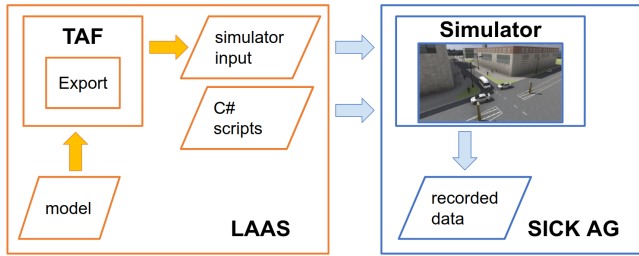 TAF
Export
simulator
input
C#
scripts
model
LAAS
Simulator
recorded
data
SICK AG